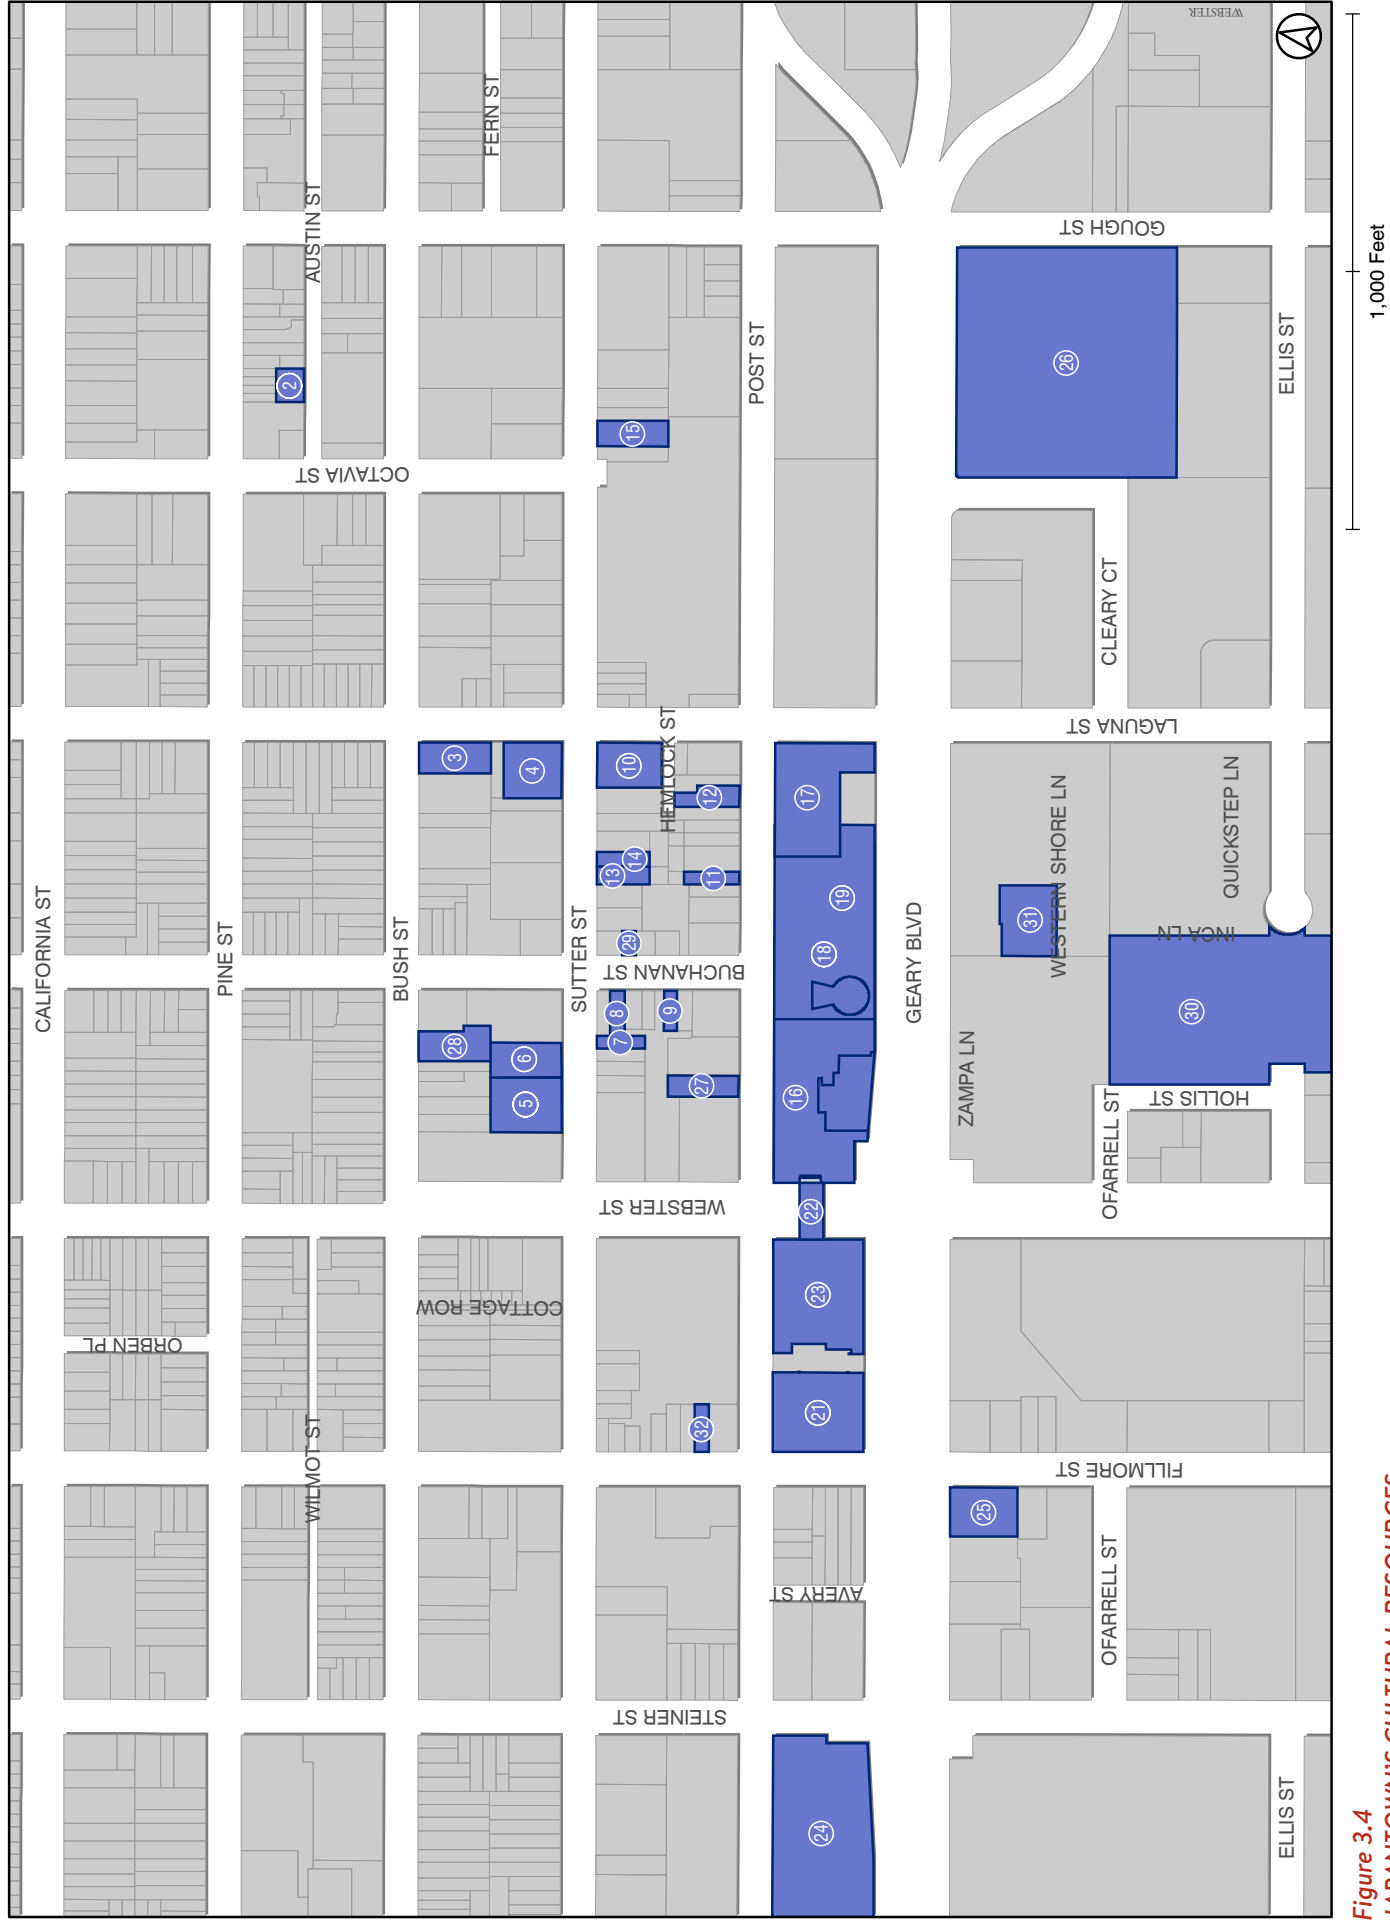 WEBSTER
FERN ST
AUSTIN ST
GOUGH ST
1,000 Feet
26
POST ST
ELLIS ST
2
15
OCTAVIA ST
CLEARY CT
LAGUNA ST
HEMLOCK ST
3
4
10
12
17
WESTERN SHORE LN
QUICKSTEP LN
14
13
11
19
31
CALIFORNIA ST
PINE ST
BUSH ST
SUTTER ST
29
18
GEARY BLVD
INCA LN
BUCHANAN ST
8
9
7
28
6
5
27
16
30
ZAMPA LN
HOLLIS ST
OFARRELL ST
WEBSTER ST
22
23
COTTAGE ROW
ORBEN PL
21
32
WILMOT ST
FILLMORE ST
25
AVERY ST
OFARRELL ST
STEINER ST
24
ELLIS ST
Figure 3.4
JAPANTOWN'S CULTURAL RESOURCES